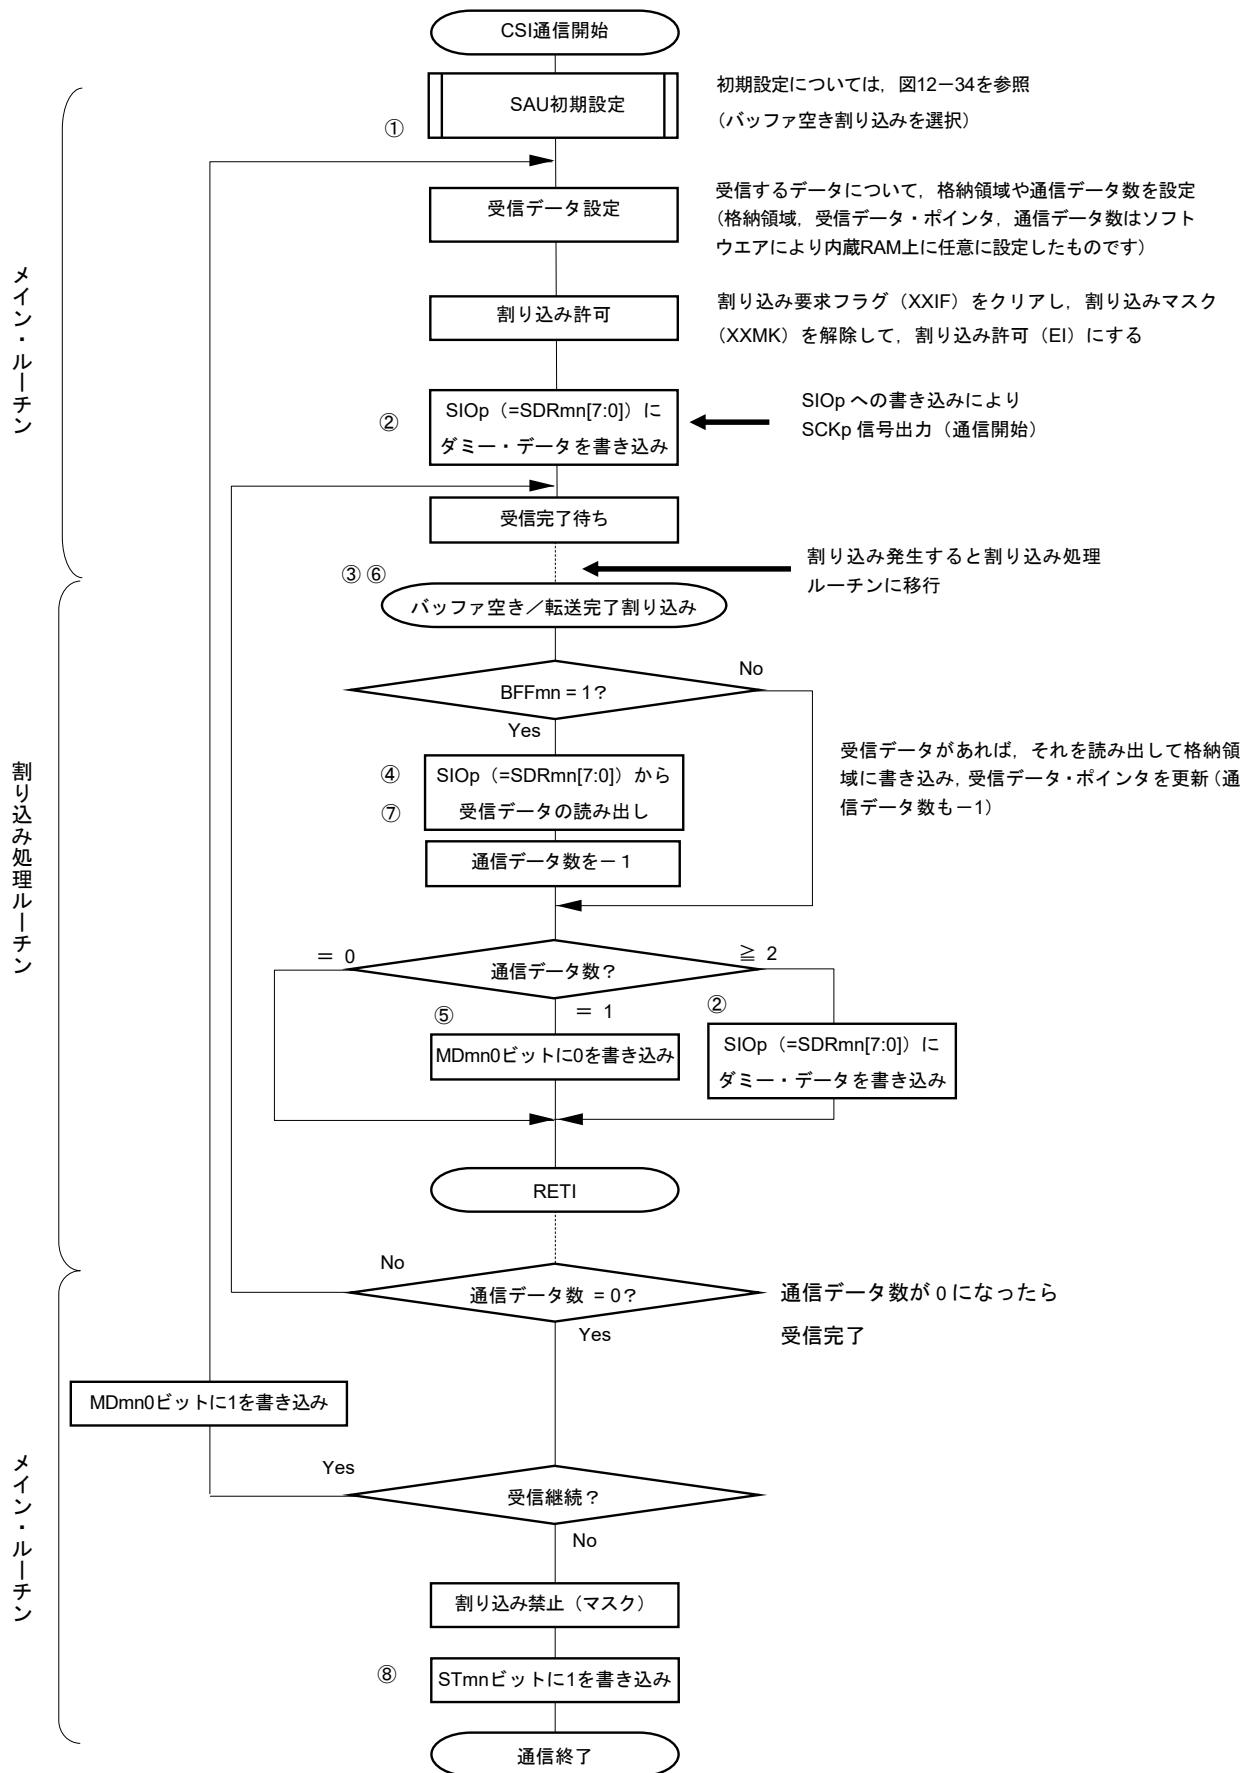 CSI通信開始
SAU初期設定
初期設定については，図12－34を参照
（バッファ空き割り込みを選択）
①
受信データ設定
受信するデータについて，格納領域や通信データ数を設定
（格納領域，受信データ・ポインタ，通信データ数はソフト
ウエアにより内蔵RAM上に任意に設定したものです）
メイン・ルーチン
割り込み許可
割り込み要求フラグ（XXIF）をクリアし，割り込みマスク
（XXMK）を解除して，割り込み許可（EI）にする
②
SIOp（=SDRmn[7:0]）に
ダミー・データを書き込み
SIOp への書き込みにより
SCKp 信号出力（通信開始）
受信完了待ち
割り込み発生すると割り込み処理
ルーチンに移行
③⑥
バッファ空き／転送完了割り込み
BFFmn = 1？
No
Yes
④
⑦
SIOp（=SDRmn[7:0]）から
受信データの読み出し
受信データがあれば，それを読み出して格納領
域に書き込み，受信データ・ポインタを更新（通
信データ数も－1）
通信データ数を－1
割り込み処理ルーチン
通信データ数？
＝ 0
≧ 2
＝ 1
⑤
MDmn0ビットに0を書き込み
②
SIOp（=SDRmn[7:0]）に
ダミー・データを書き込み
RETI
No
通信データ数 = 0？
Yes
通信データ数が 0 になったら
受信完了
MDmn0ビットに1を書き込み
メイン・ルーチン
Yes
受信継続？
No
割り込み禁止（マスク）
⑧
STmnビットに1を書き込み
通信終了